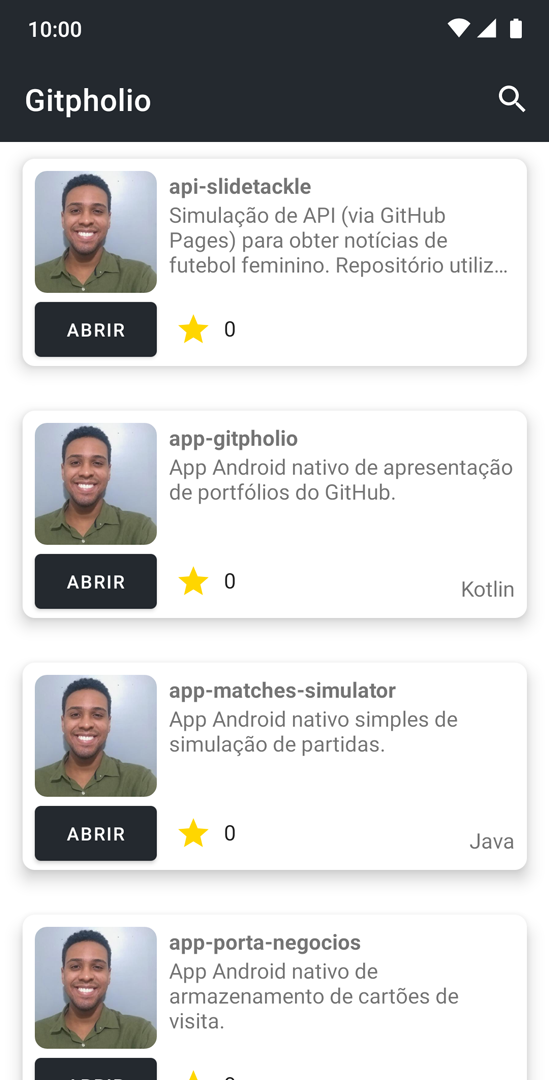 10:00
Gitpholio
api-slidetackle
Simulação de API (via GitHub
Pages) para obter notícias de
futebol feminino. Repositório utiliz…
ABRIR
0
app-gitpholio
App Android nativo de apresentação
de portfólios do GitHub.
ABRIR
0
Kotlin
app-matches-simulator
App Android nativo simples de
simulação de partidas.
ABRIR
0
Java
app-porta-negocios
App Android nativo de
armazenamento de cartões de
visita.